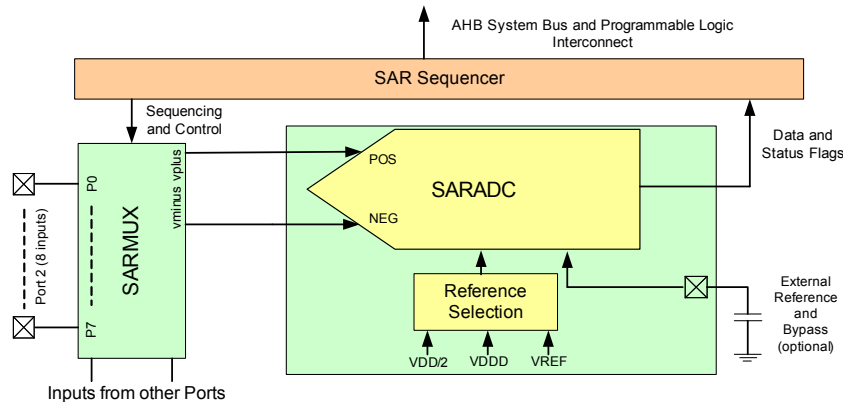 AHB System Bus and Programmable Logic
Interconnect
SAR Sequencer
Sequencing
and Control
Data and
Status Flags
vminus vplus
POS
NEG
SARADC
P0
Port 2 (8 inputs)
SARMUX
P7
Reference
Selection
External
Reference
and
Bypass
(optional)
VDD/2
VDDD
VREF
Inputs from other Ports